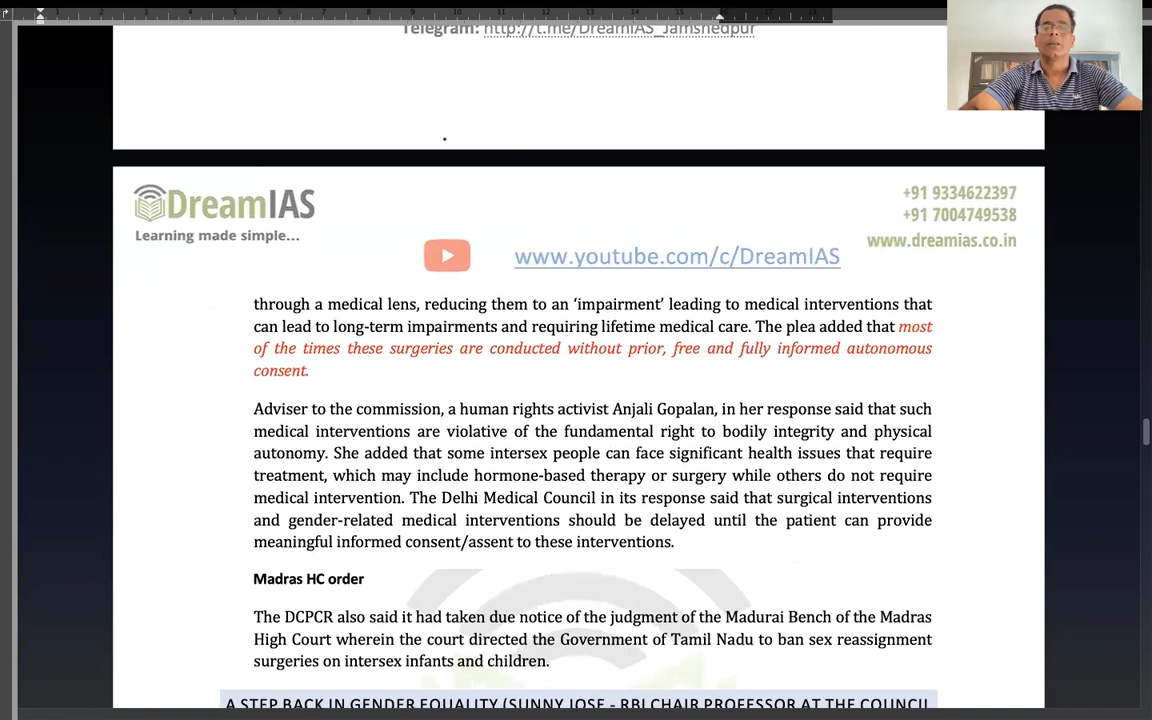 Telegram: http://t.me/DreamIAS_Jamshedpur
DreamIAS
Learning made simple...
+91 9334622397
+91 7004749538
www.dreamias.co.in
www.youtube.com/c/DreamIAS
through a medical lens, reducing them to an ‘impairment’ leading to medical interventions that
can lead to long-term impairments and requiring lifetime medical care. The plea added that most
of the times these surgeries are conducted without prior, free and fully informed autonomous
consent.
Adviser to the commission, a human rights activist Anjali Gopalan, in her response said that such
medical interventions are violative of the fundamental right to bodily integrity and physical
autonomy. She added that some intersex people can face significant health issues that require
treatment, which may include hormone-based therapy or surgery while others do not require
medical intervention. The Delhi Medical Council in its response said that surgical interventions
and gender-related medical interventions should be delayed until the patient can provide
meaningful informed consent/assent to these interventions.
Madras HC order
The DCPCR also said it had taken due notice of the judgment of the Madurai Bench of the Madras
High Court wherein the court directed the Government of Tamil Nadu to ban sex reassignment
surgeries on intersex infants and children.
A STEP BACK IN GENDER EQUALITY (SUNNY JOSE - RBI CHAIR PROFESSOR AT THE COUNCIL